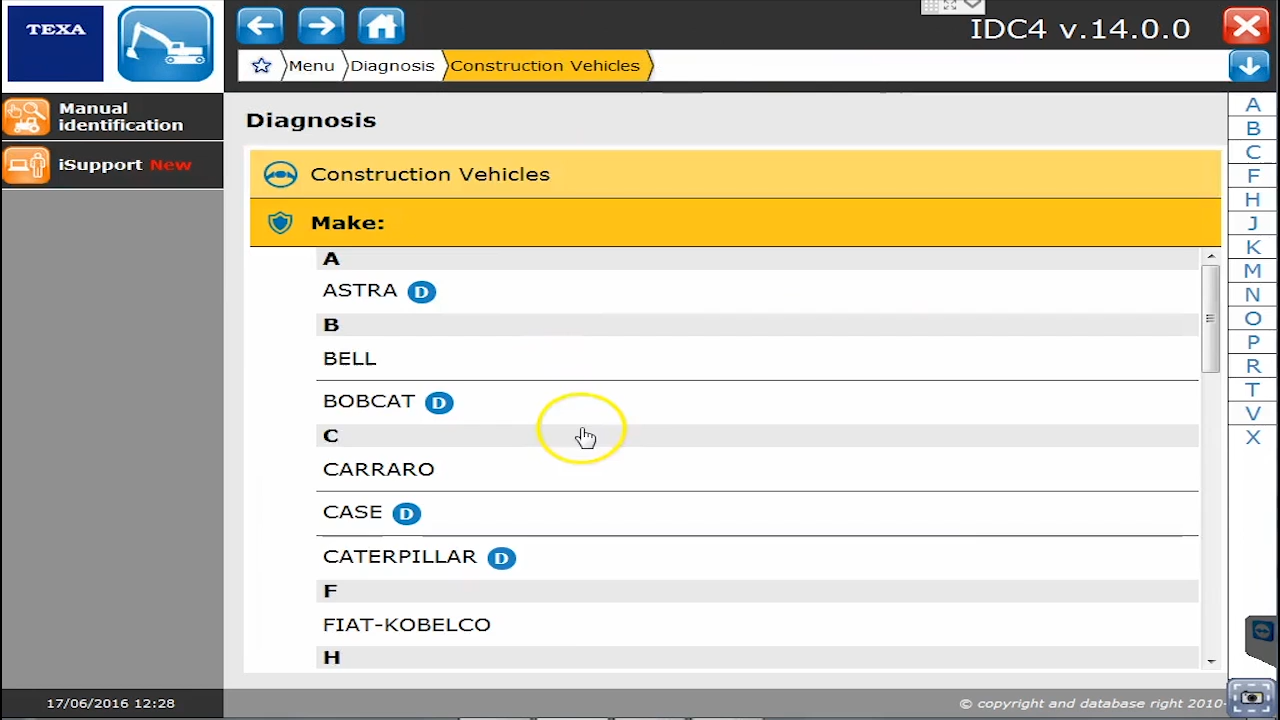 TEXA
IDC4 v.14.0.0
Menu
Diagnosis
Construction Vehicles
Manual
identification
iSupport New
Diagnosis
Construction Vehicles
Make:
A
ASTRA D
B
BELL
BOBCAT D
C
CARRARO
CASE D
CATERPILLAR D
F
FIAT-KOBELCO
H
A
B
C
F
H
J
K
M
N
O
P
R
T
V
X
17/06/2016 12:28
© copyright and database right 2010-